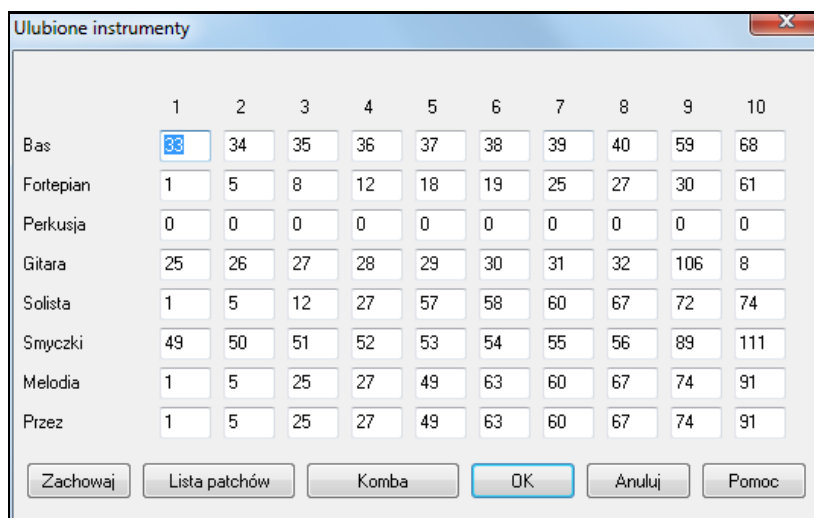 Ulubione instrumenty
1 2 3 4 5 6 7 8 9 10
Bas 33 34 35 36 37 38 39 40 59 68
Fortepian 1 5 8 12 18 19 25 27 30 61
Perkusja 0 0 0 0 0 0 0 0 0 0
Gitara 25 26 27 28 29 30 31 32 106 8
Solista 1 5 12 27 57 58 60 67 72 74
Smyczki 49 50 51 52 53 54 55 56 89 111
Melodia 1 5 25 27 49 63 60 67 74 91
Przez 1 5 25 27 49 63 60 67 74 91
Zachowaj Lista patchów Komba OK Anuluj Pomoc